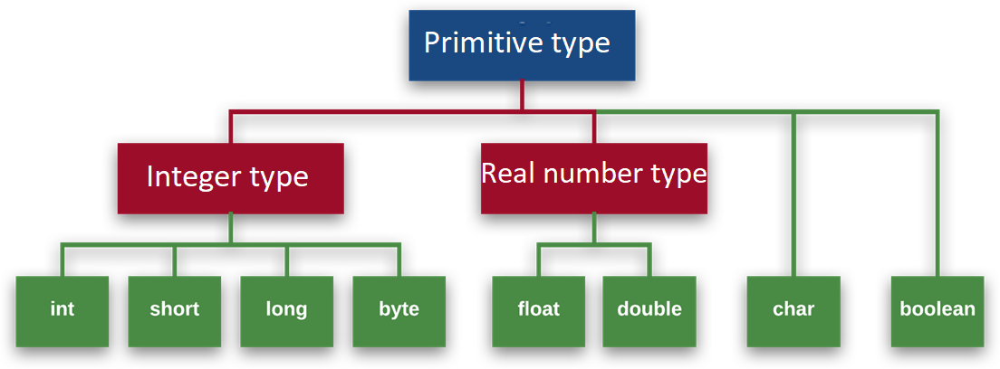 Primitive type
Integer type
Real number type
int
short
long
byte
float
double
char
boolean